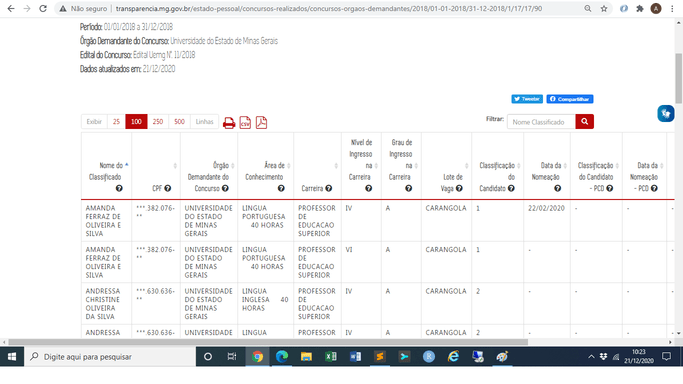 Não seguro | transparencia.mg.gov.br/estado-pessoal/concursos-realizados/concursos-orgaos-demandantes/2018/01-01-2018/31-12-2018/1/17/17/90
A
Período: 01/01/2018 a 31/12/2018
Órgão Demandante do Concurso: Universidade do Estado de Minas Gerais
Edital do Concurso: Edital Uemg Nº. 11/2018
Dados atualizados em: 21/12/2020
Tweetar Compartilhar
Exibir 25 100 250 500 Linhas CSV
Filtrar: Nome Classificado
Nome do Classificado
CPF
Órgão Demandante do Concurso
Área de Conhecimento
Carreira
Nível de Ingresso na Carreira
Grau de Ingresso na Carreira
Lote de Vaga
Classificação do Candidato
Data da Nomeação
Classificação do Candidato - PCD
Data da Nomeação - PCD
AMANDA FERRAZ DE OLIVEIRA E SILVA
***.382.076-**
UNIVERSIDADE DO ESTADO DE MINAS GERAIS
LINGUA PORTUGUESA 40 HORAS
PROFESSOR DE EDUCACAO SUPERIOR
IV
A
CARANGOLA
1
22/02/2020
-
-
-
AMANDA FERRAZ DE OLIVEIRA E SILVA
***.382.076-**
UNIVERSIDADE DO ESTADO DE MINAS GERAIS
LINGUA PORTUGUESA 40 HORAS
PROFESSOR DE EDUCACAO SUPERIOR
VI
A
CARANGOLA
1
-
-
-
-
ANDRESSA CHRISTINE OLIVEIRA DA SILVA
***.630.636-**
UNIVERSIDADE DO ESTADO DE MINAS GERAIS
LINGUA INGLESA 40 HORAS
PROFESSOR DE EDUCACAO SUPERIOR
IV
A
CARANGOLA
2
-
-
-
-
ANDRESSA
***.630.636-
UNIVERSIDADE
LINGUA
PROFESSOR
IV
A
CARANGOLA
2
-
-
-
-
Digite aqui para pesquisar
10:23
21/12/2020